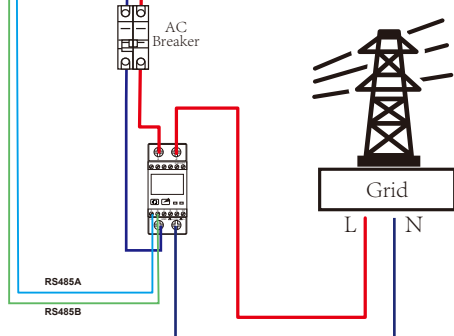 AC
Breaker
Grid
L N
RS485A
RS485B